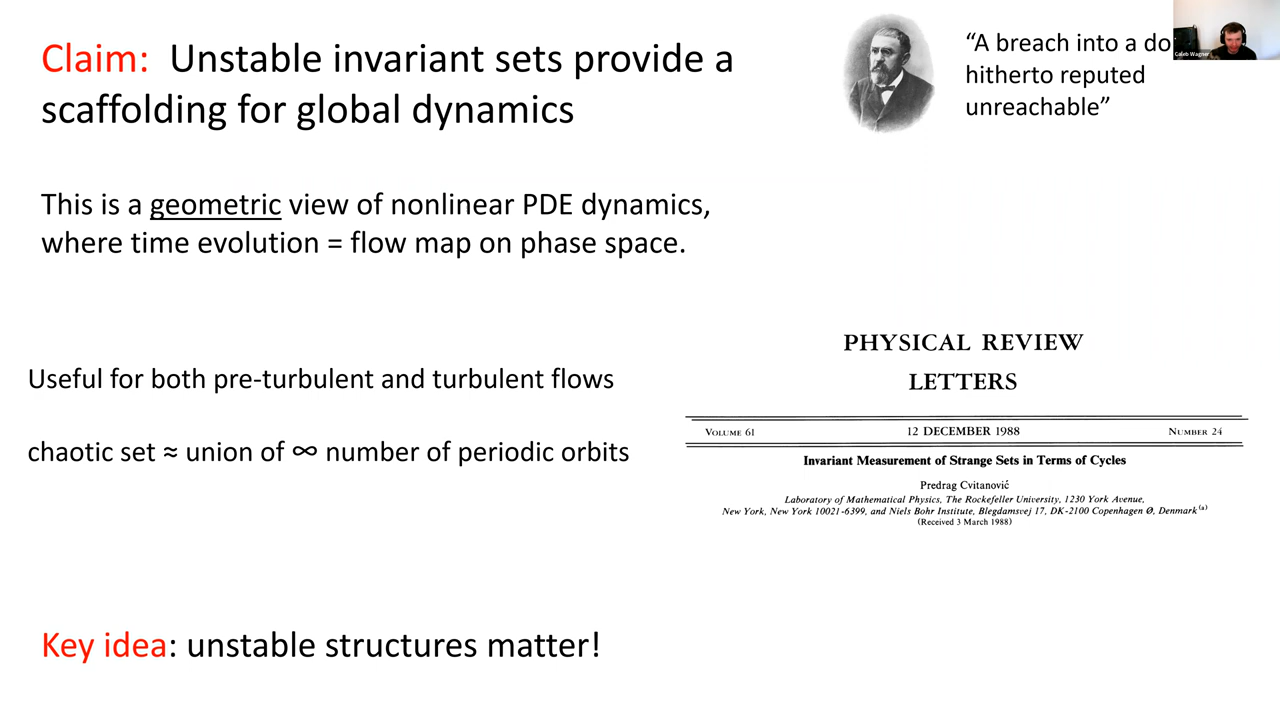 Claim: Unstable invariant sets provide a
scaffolding for global dynamics
“A breach into a do
hitherto reputed
unreachable”
Caleb Wagner
This is a geometric view of nonlinear PDE dynamics,
where time evolution = flow map on phase space.
Useful for both pre-turbulent and turbulent flows
chaotic set ≈ union of ∞ number of periodic orbits
PHYSICAL REVIEW
LETTERS
VOLUME 61
12 DECEMBER 1988
NUMBER 24
Invariant Measurement of Strange Sets in Terms of Cycles
Predrag Cvitanović
Laboratory of Mathematical Physics, The Rockefeller University, 1230 York Avenue,
New York, New York 10021-6399, and Niels Bohr Institute, Blegdamsvej 17, DK-2100 Copenhagen Ø, Denmark (a)
(Received 3 March 1988)
Key idea: unstable structures matter!